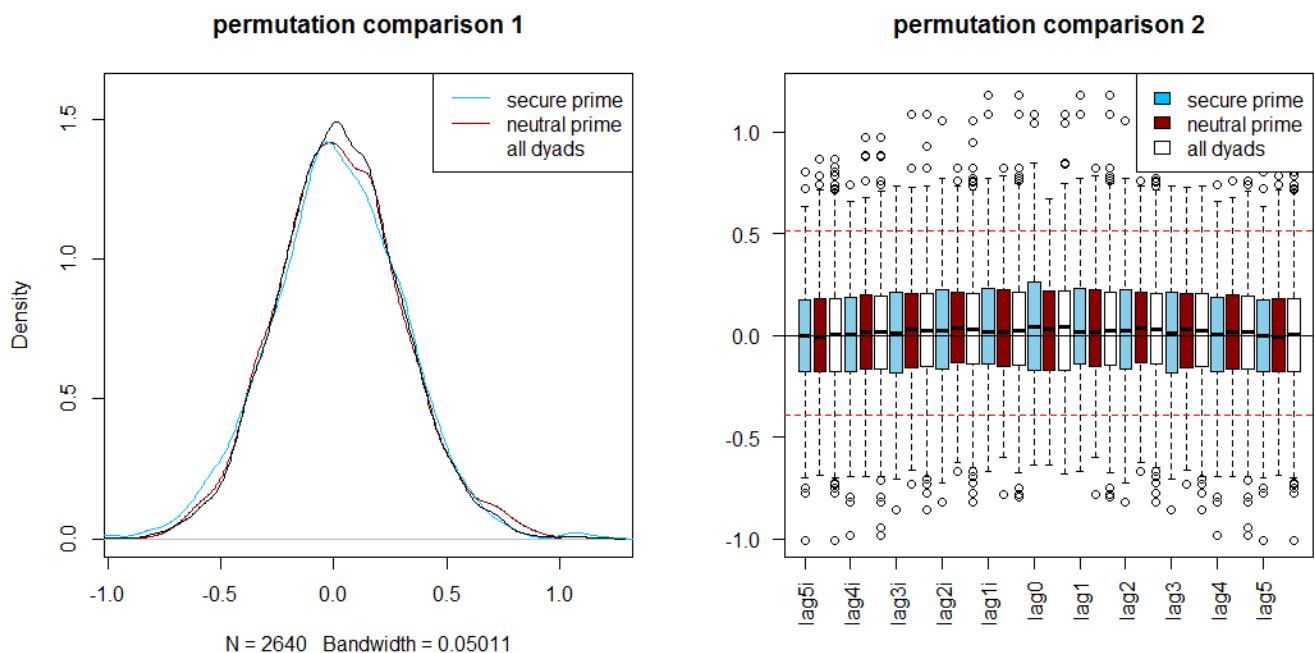 permutation comparison 1
secure prime
neutral prime
all dyads
Density
0.0
0.5
1.0
1.5
-1.0
-0.5
0.0
0.5
1.0
N = 2640 Bandwidth = 0.05011
permutation comparison 2
secure prime
neutral prime
all dyads
1.0
0.5
0.0
-0.5
-1.0
lag5i
lag4i
lag3i
lag2i
lag1i
lag0
lag1
lag2
lag3
lag4
lag5